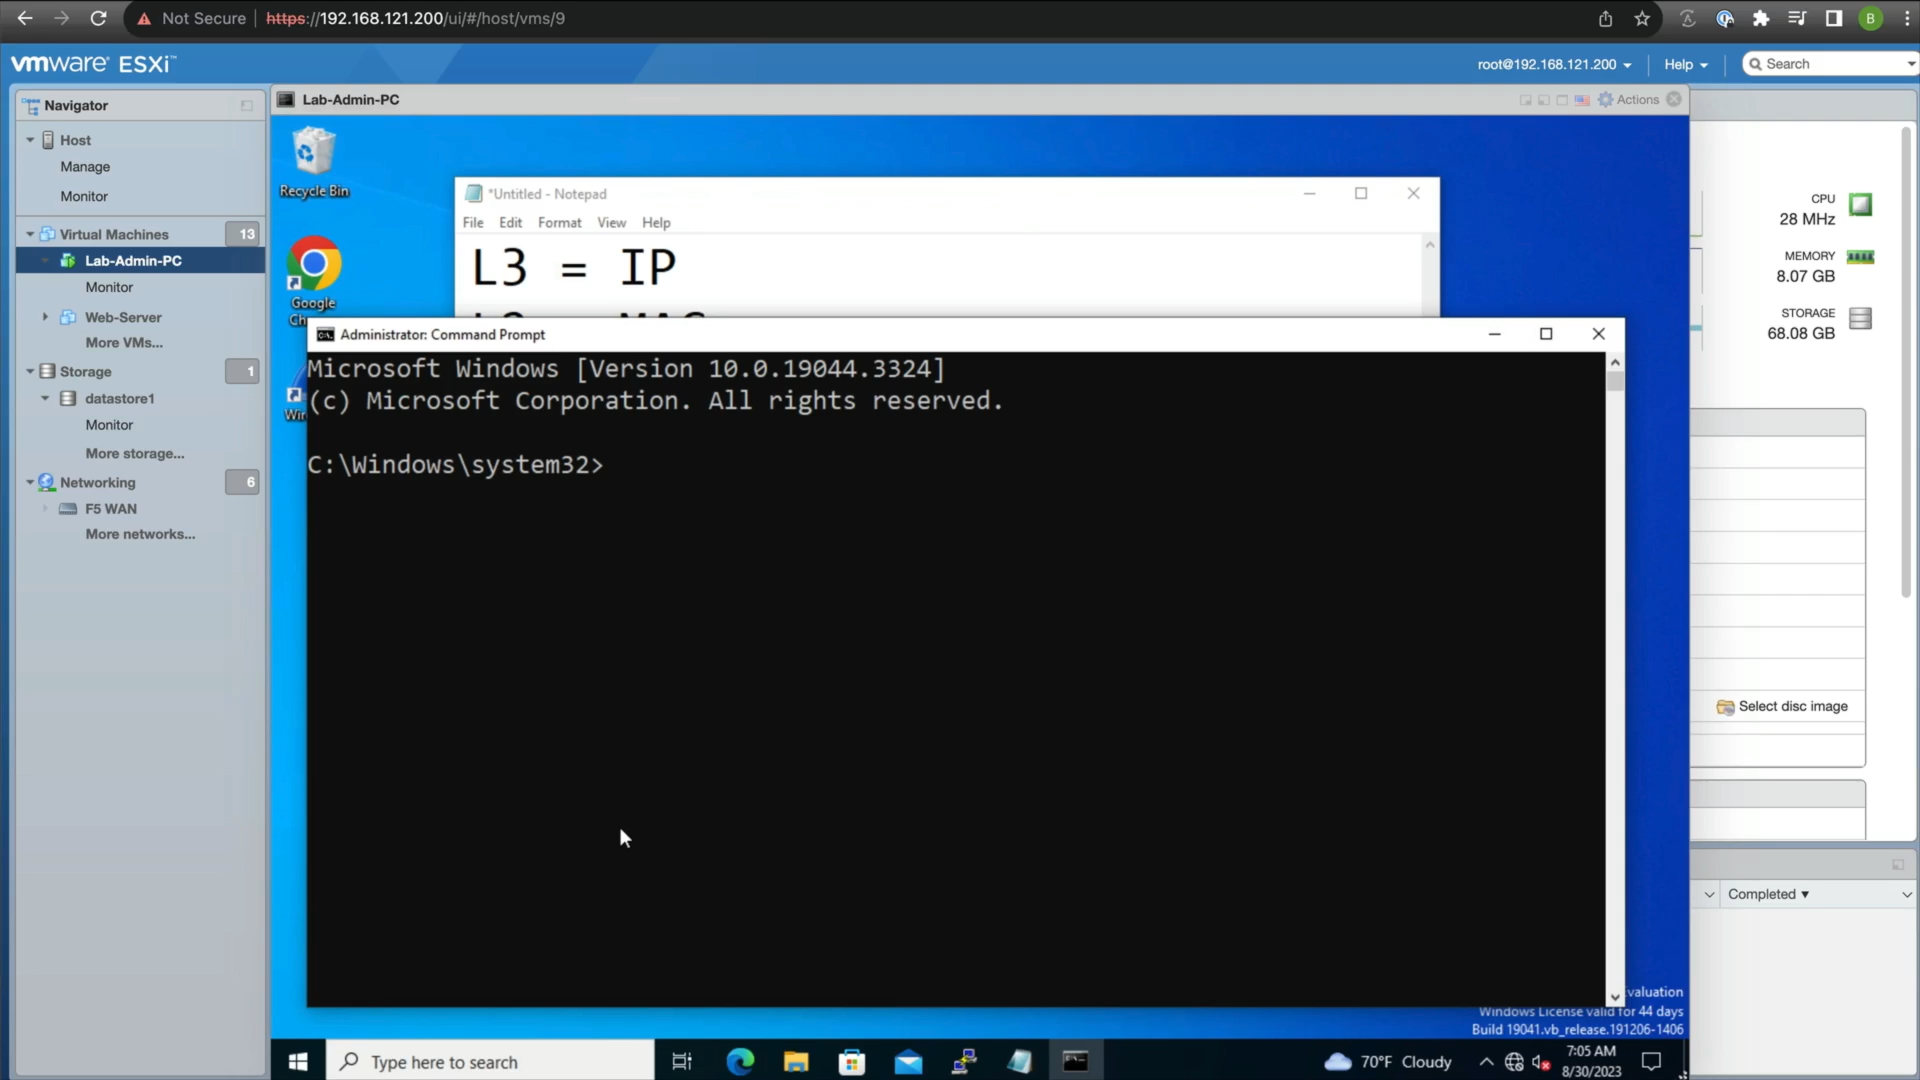 Not Secure https://192.168.121.200/ui/#/host/vms/9
B
vmware ESXi™
root@192.168.121.200
Help
Search
Navigator
Host
Manage
Monitor
Virtual Machines 13
Lab-Admin-PC
Monitor
Web-Server
More VMs...
Storage 1
datastore1
Monitor
More storage...
Networking 6
F5 WAN
More networks...
Lab-Admin-PC
Actions
Recycle Bin
Google
*Untitled - Notepad
File Edit Format View Help
L3 = IP
Administrator: Command Prompt
Microsoft Windows [Version 10.0.19044.3324]
(c) Microsoft Corporation. All rights reserved.
C:\Windows\system32>
CPU
28 MHz
MEMORY
8.07 GB
STORAGE
68.08 GB
Select disc image
Completed ▼
Windows License valid for 44 days
Build 19041.vb_release.191206-1406
Type here to search
70°F Cloudy
7:05 AM
8/30/2023